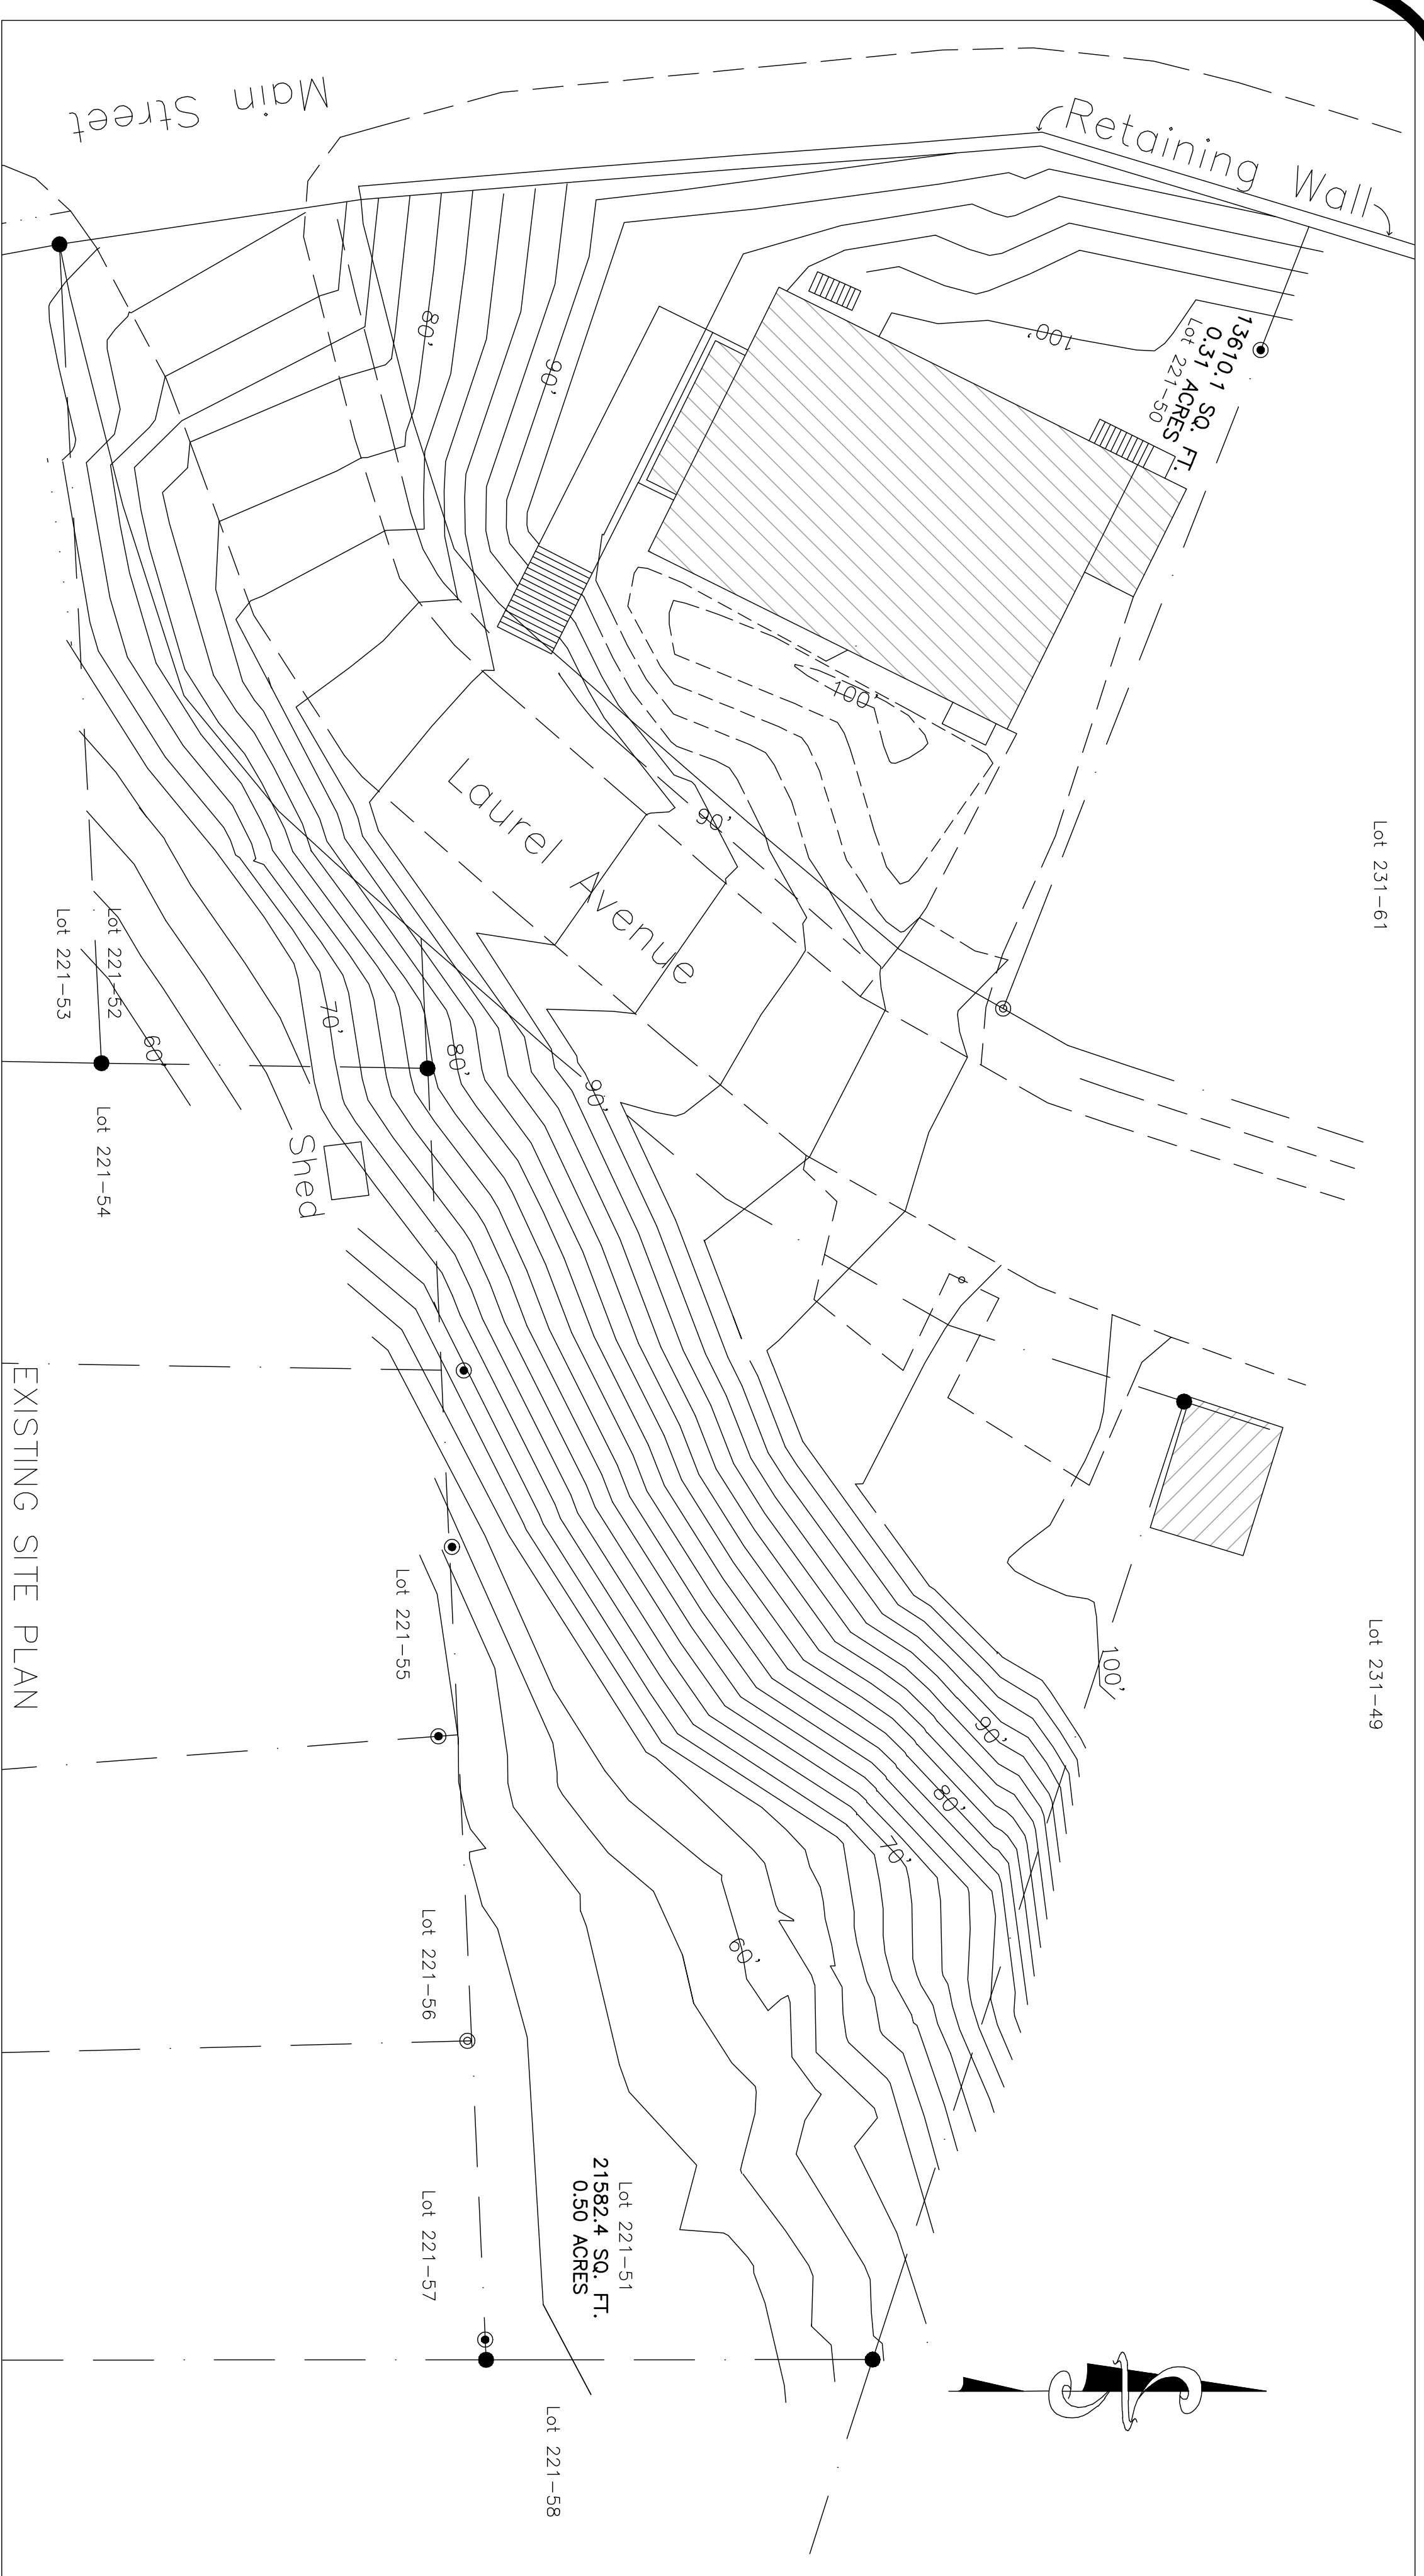 Main Street
Retaining Wall
13610.1 SQ. FT.
0.31 ACRES
Lot 221-50
100'
80'
90'
100'
90'
Laurel Avenue
Lot 231-61
Lot 221-52
Lot 221-53
60'
70'
80'
90'
Lot 221-54
Shed
Lot 231-49
100'
90'
80'
70'
60'
Lot 221-55
Lot 221-56
Lot 221-57
Lot 221-51
21582.4 SQ. FT.
0.50 ACRES
Lot 221-58
EXISTING SITE PLAN